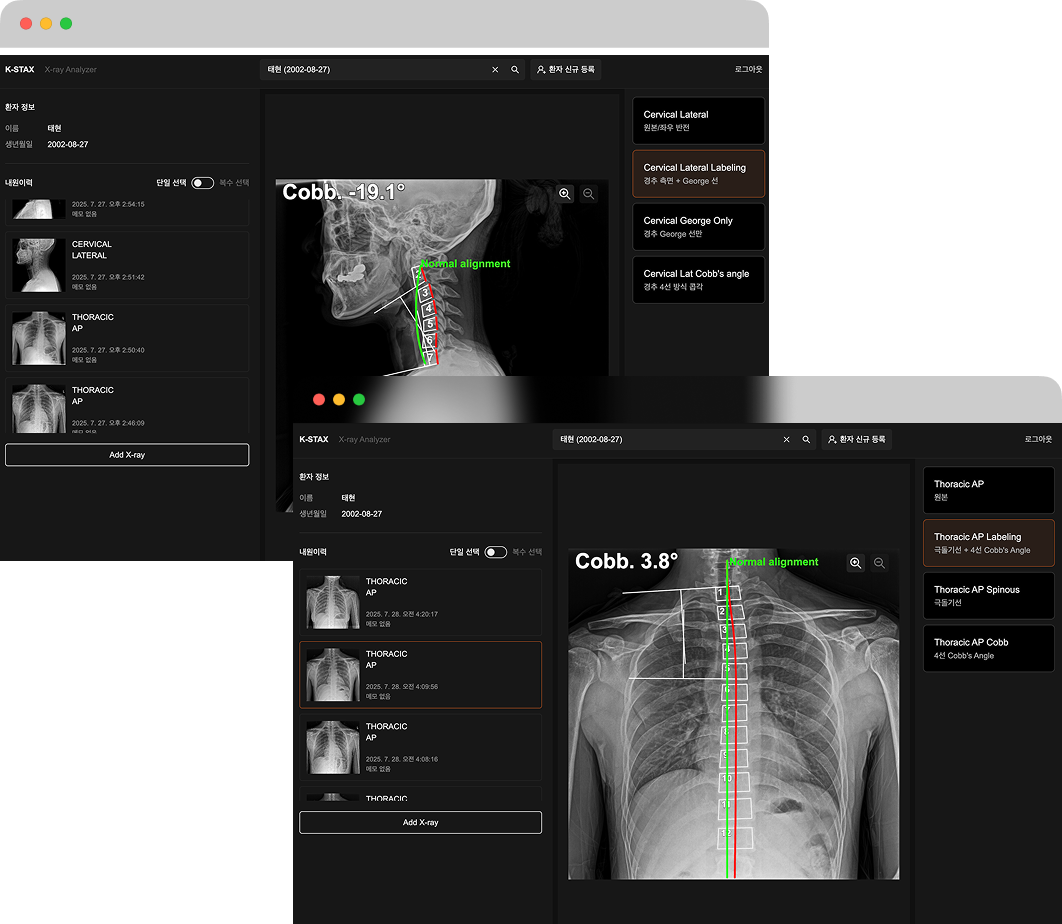 K-STAX X-ray Analyzer
태현 (2002-08-27)
환자 신규 등록
로그아웃
환자 정보
이름 태현
생년월일 2002-08-27
내원이력
단일 선택 복수 선택
2025. 7. 27. 오후 2:54:15
메모 없음
CERVICAL
LATERAL
2025. 7. 27. 오후 2:51:42
메모 없음
THORACIC
AP
2025. 7. 27. 오후 2:50:40
메모 없음
THORACIC
AP
2025. 7. 27. 오후 2:46:09
메모 없음
Add X-ray
Cobb. -19.1°
Normal alignment
2
3
4
5
6
7
Cervical Lateral
원본/좌우 반전
Cervical Lateral Labeling
경추 측면 + George 선
Cervical George Only
경추 George 선만
Cervical Lat Cobb's angle
경추 4선 방식 콥각
K-STAX X-ray Analyzer
태현 (2002-08-27)
환자 신규 등록
로그아웃
환자 정보
이름 태현
생년월일 2002-08-27
내원이력
단일 선택 복수 선택
THORACIC
AP
2025. 7. 28. 오전 4:20:17
메모 없음
THORACIC
AP
2025. 7. 28. 오전 4:09:56
메모 없음
THORACIC
AP
2025. 7. 28. 오전 4:08:16
메모 없음
THORACIC
Add X-ray
Cobb. 3.8°
Normal alignment
1
2
3
4
5
6
7
8
9
10
11
12
Thoracic AP
원본
Thoracic AP Labeling
극돌기선 + 4선 Cobb's Angle
Thoracic AP Spinous
극돌기선
Thoracic AP Cobb
4선 Cobb's Angle